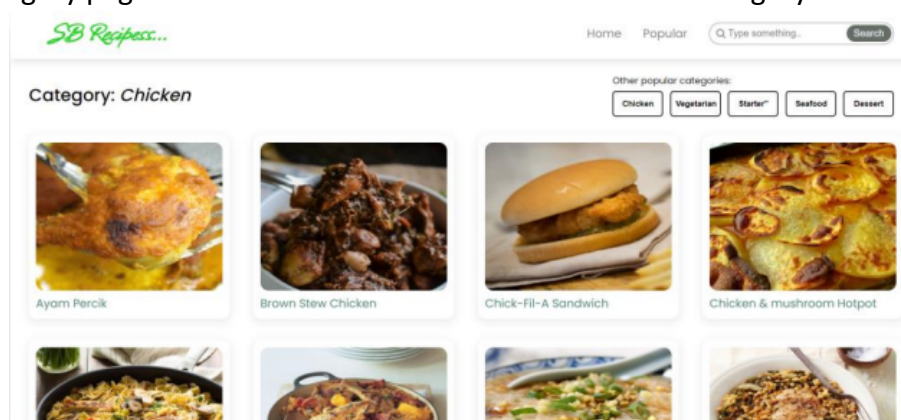 SB Recipess...
Home Popular Type something.. Search
Category: Chicken
Other popular categories:
Chicken Vegetarian Starter" Seafood Dessert
Ayam Percik Brown Stew Chicken Chick-Fil-A Sandwich Chicken & mushroom Hotpot